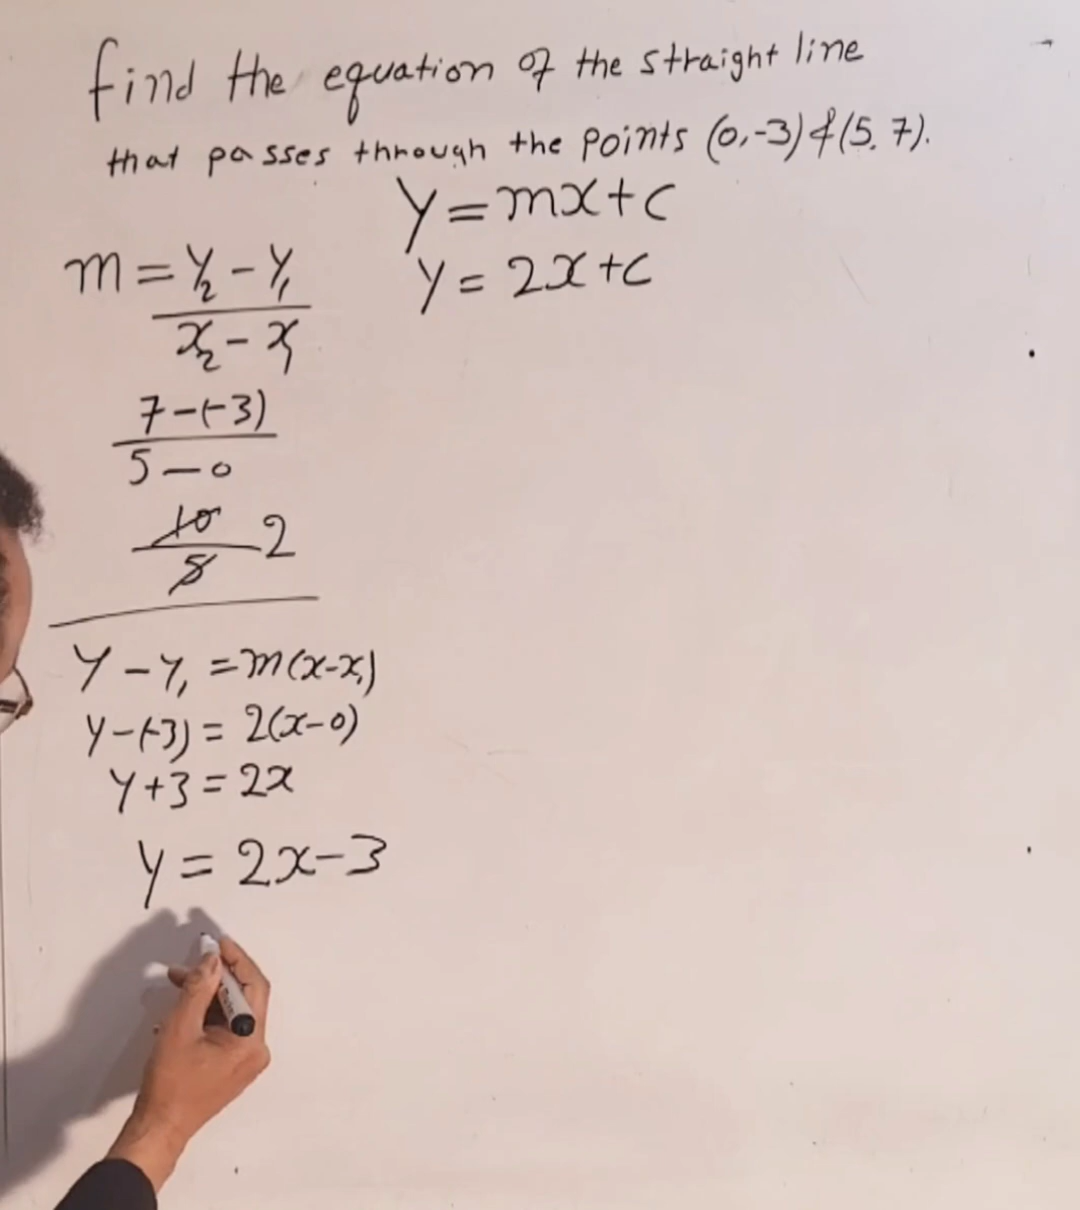 find the equation of the straight line
that passes through the points (0,-3) & (5, 7).
y = mx + c
y = 2x + c
m = y₂ - y₁
x₂ - x₁
7-(-3)
5 - 0
10 2
5
y - y₁ = m(x-x₁)
y-(-3) = 2(x-0)
y+3 = 2x
y = 2x-3